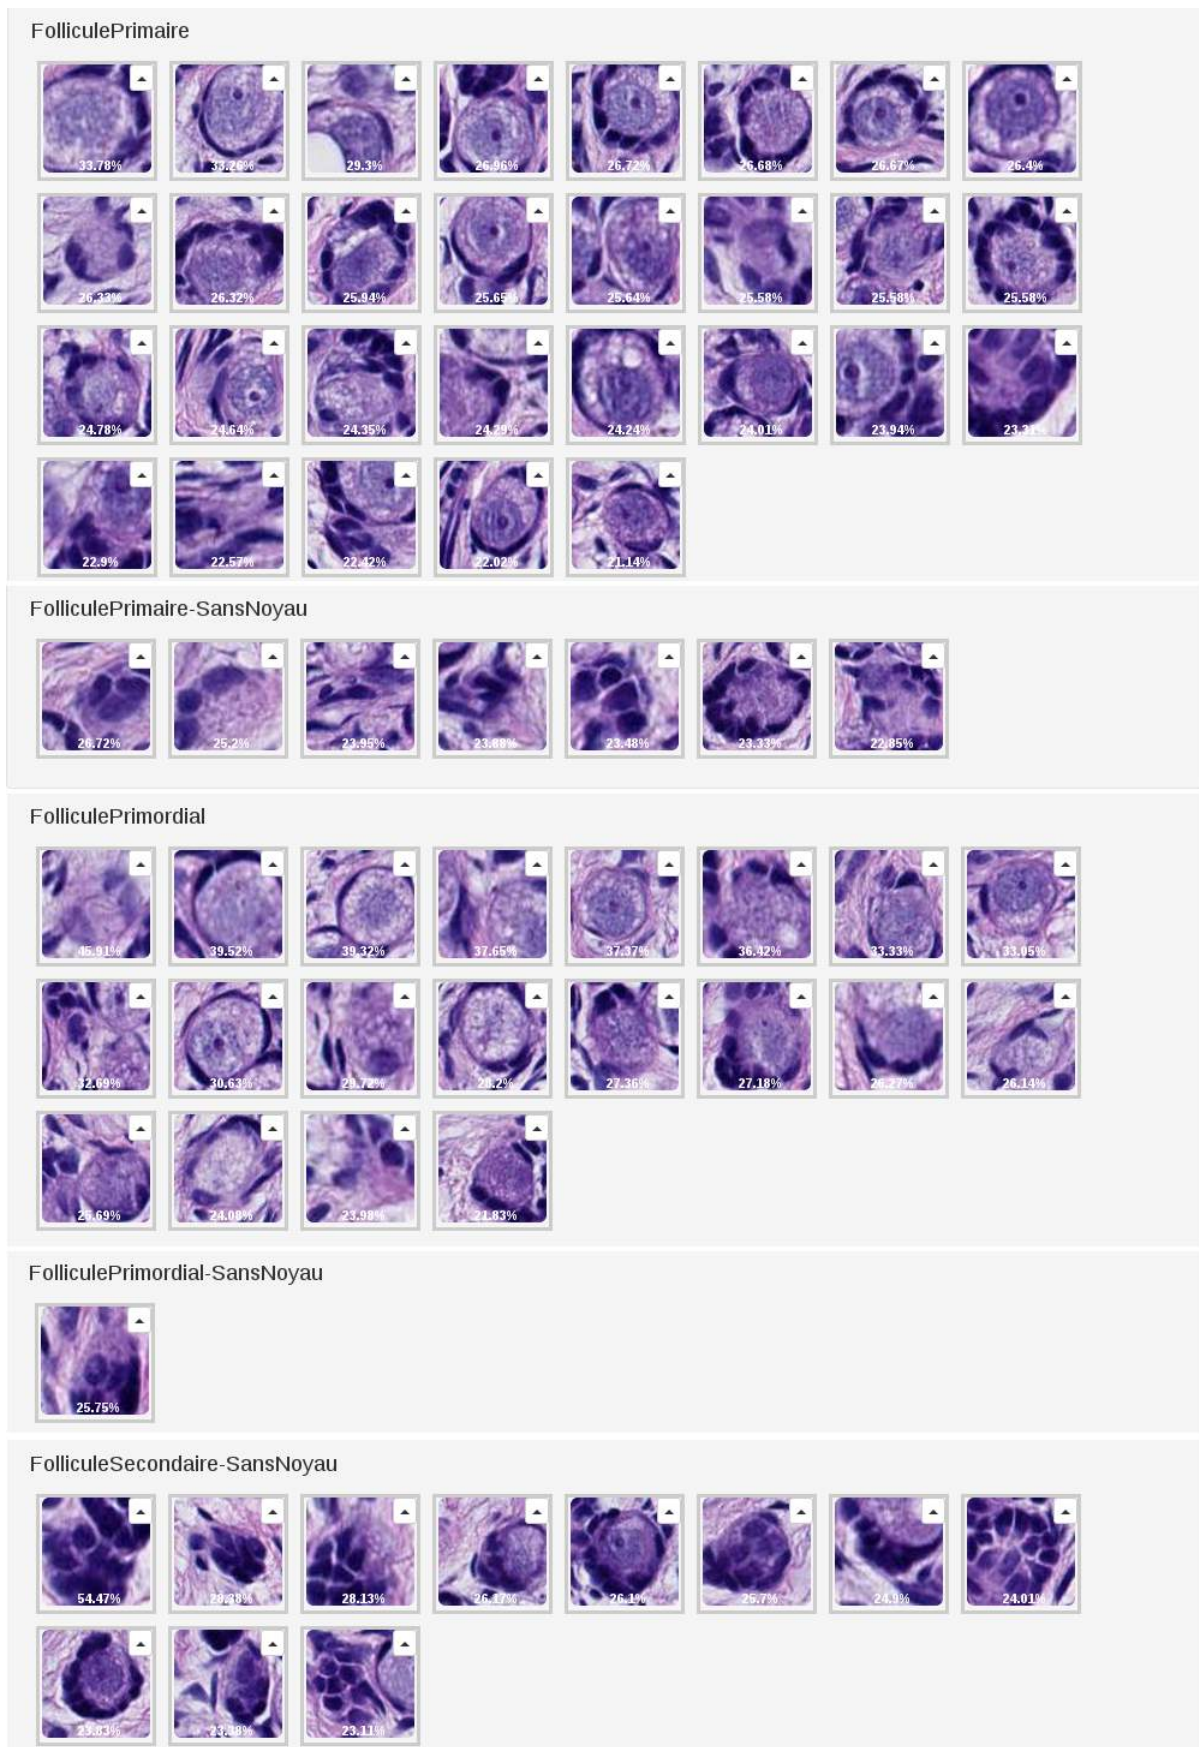 FolliculePrimaire
33.78% 33.26% 29.3% 26.96% 26.72% 26.68% 26.67% 26.4%
26.33% 26.32% 25.94% 25.65% 25.64% 25.58% 25.58% 25.58%
24.78% 24.64% 24.35% 24.29% 24.24% 24.01% 23.94%
22.9% 22.57% 22.42% 22.02% 21.14%
FolliculePrimaire-SansNoyau
26.72% 25.2% 23.95% 23.88% 23.48% 23.33% 22.85%
FolliculePrimordial
45.91% 39.52% 39.32% 37.65% 37.37% 36.42% 33.33% 33.05%
32.69% 30.63% 29.72% 28.2% 27.36% 27.18% 26.27% 26.14%
25.69% 24.08% 23.98% 21.83%
FolliculePrimordial-SansNoyau
25.75%
FolliculeSecondaire-SansNoyau
54.47% 28.38% 28.13% 26.17% 26.1% 25.7% 24.9% 24.01%
23.83% 23.38% 23.11%